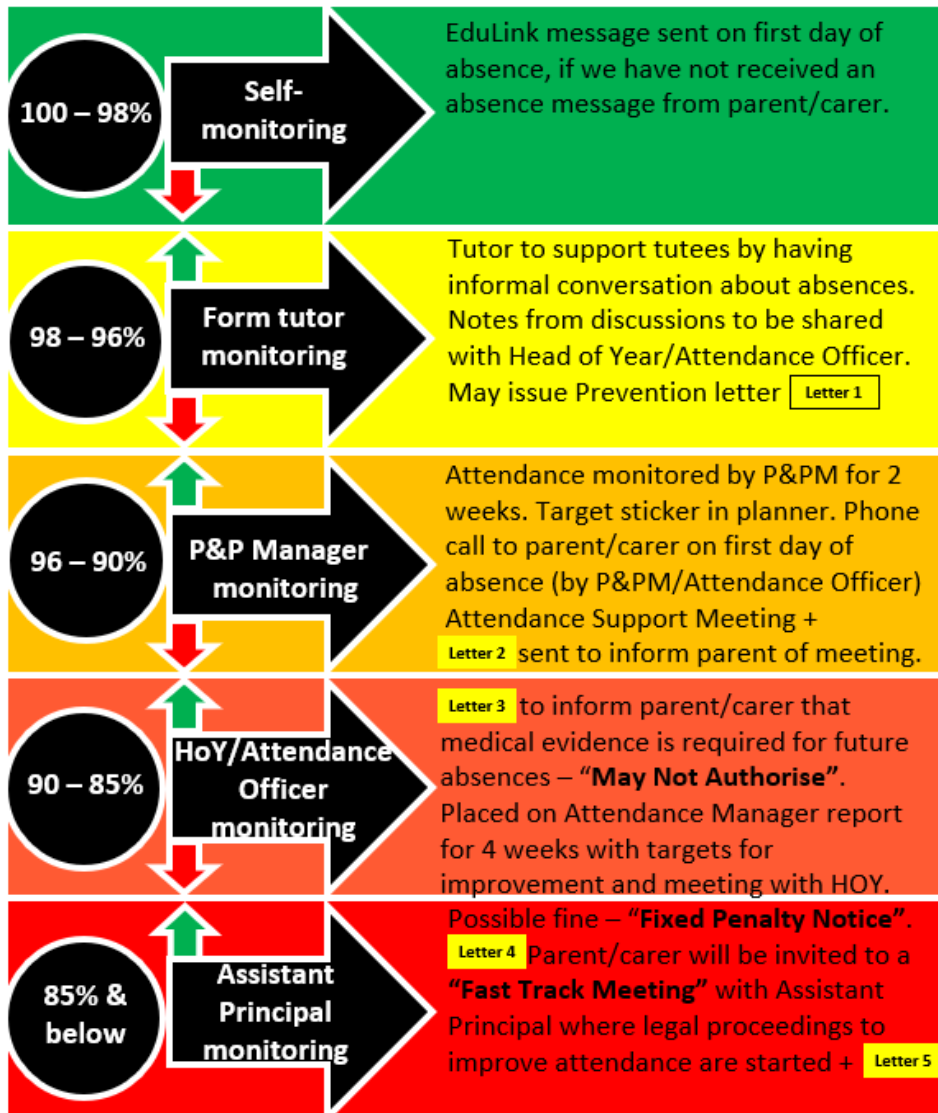 100 – 98%
Self-
monitoring
EduLink message sent on first day of
absence, if we have not received an
absence message from parent/carer.
98 – 96%
Form tutor
monitoring
Tutor to support tutees by having
informal conversation about absences.
Notes from discussions to be shared
with Head of Year/Attendance Officer.
May issue Prevention letter Letter 1
96 – 90%
P&P Manager
monitoring
Attendance monitored by P&PM for 2
weeks. Target sticker in planner. Phone
call to parent/carer on first day of
absence (by P&PM/Attendance Officer)
Attendance Support Meeting +
Letter 2 sent to inform parent of meeting.
90 – 85%
HoY/Attendance
Officer
monitoring
Letter 3 to inform parent/carer that
medical evidence is required for future
absences – “May Not Authorise”.
Placed on Attendance Manager report
for 4 weeks with targets for
improvement and meeting with HOY.
85% &
below
Assistant
Principal
monitoring
Possible fine – “Fixed Penalty Notice”.
Letter 4 Parent/carer will be invited to a
“Fast Track Meeting” with Assistant
Principal where legal proceedings to
improve attendance are started + Letter 5